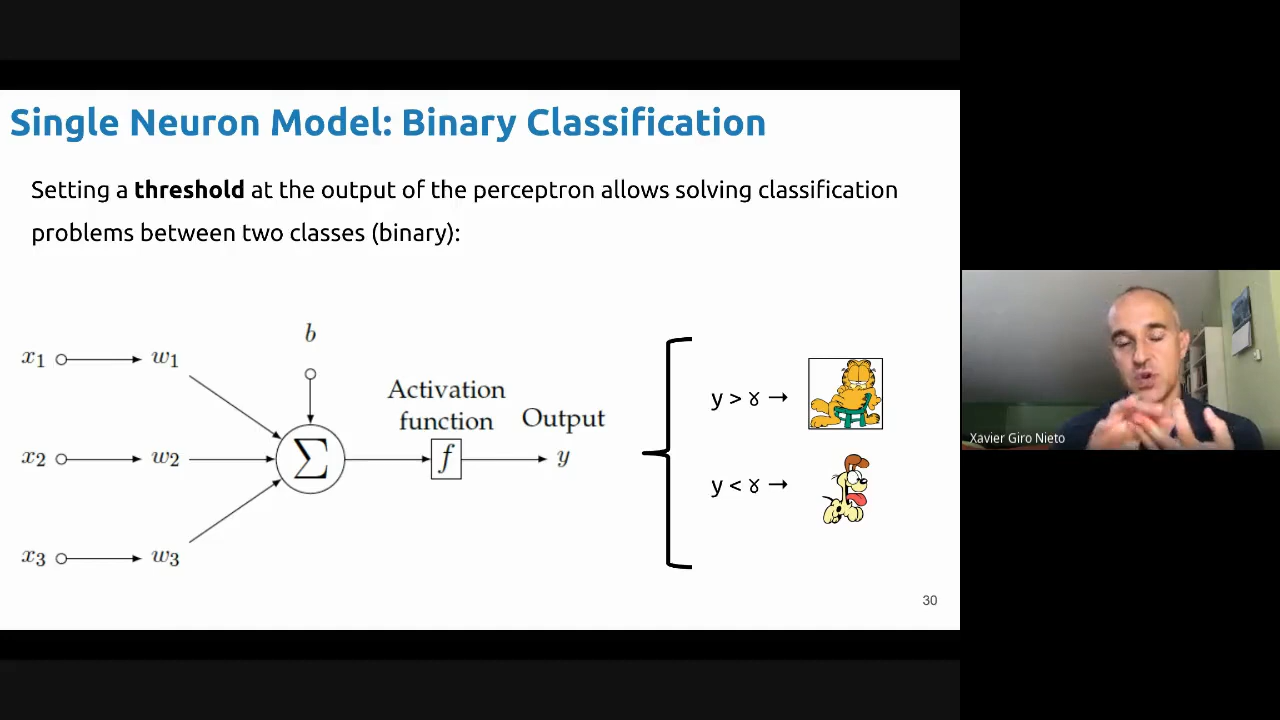 Single Neuron Model: Binary Classification
Setting a threshold at the output of the perceptron allows solving classification
problems between two classes (binary):
b
x1
w1
Activation
function
Output
x2
w2
∑
f
y
x3
w3
y > ɣ →
y < ɣ →
30
Xavier Giro Nieto